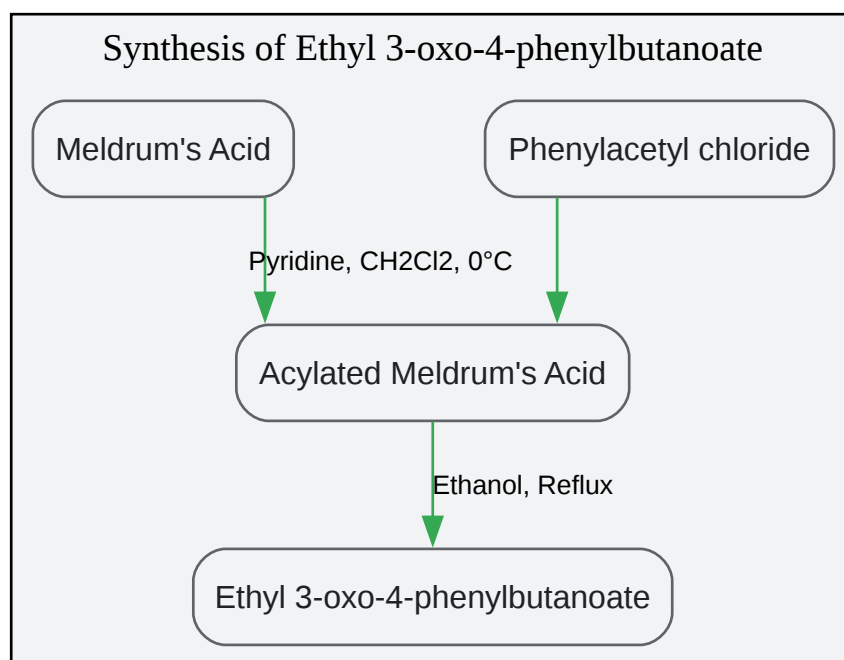 Synthesis of Ethyl 3-oxo-4-phenylbutanoate
Meldrum's Acid
Phenylacetyl chloride
Pyridine, CH2Cl2, 0°C
Acylated Meldrum's Acid
Ethanol, Reflux
Ethyl 3-oxo-4-phenylbutanoate